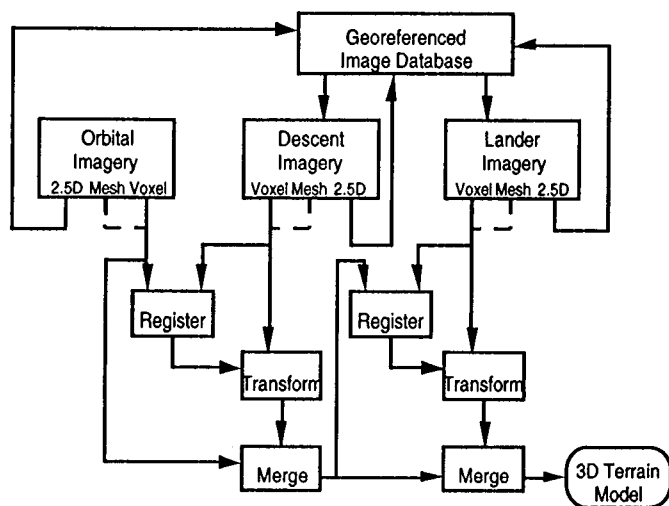 Georeferenced
Image Database
Orbital
Imagery
2.5D Mesh Voxel
Descent
Imagery
Voxel Mesh 2.5D
Lander
Imagery
Voxel Mesh 2.5D
Register
Register
Transform
Transform
Merge
Merge
3D Terrain
Model